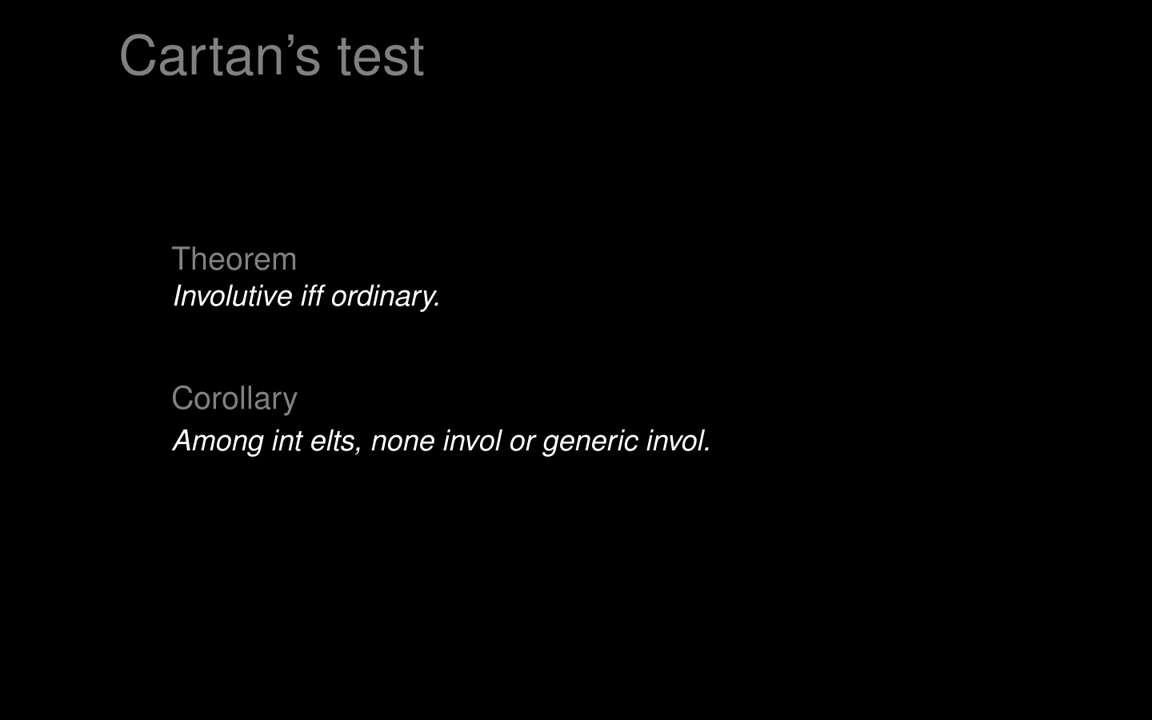 Cartan's test
Theorem
Involutive iff ordinary.
Corollary
Among int elts, none invol or generic invol.